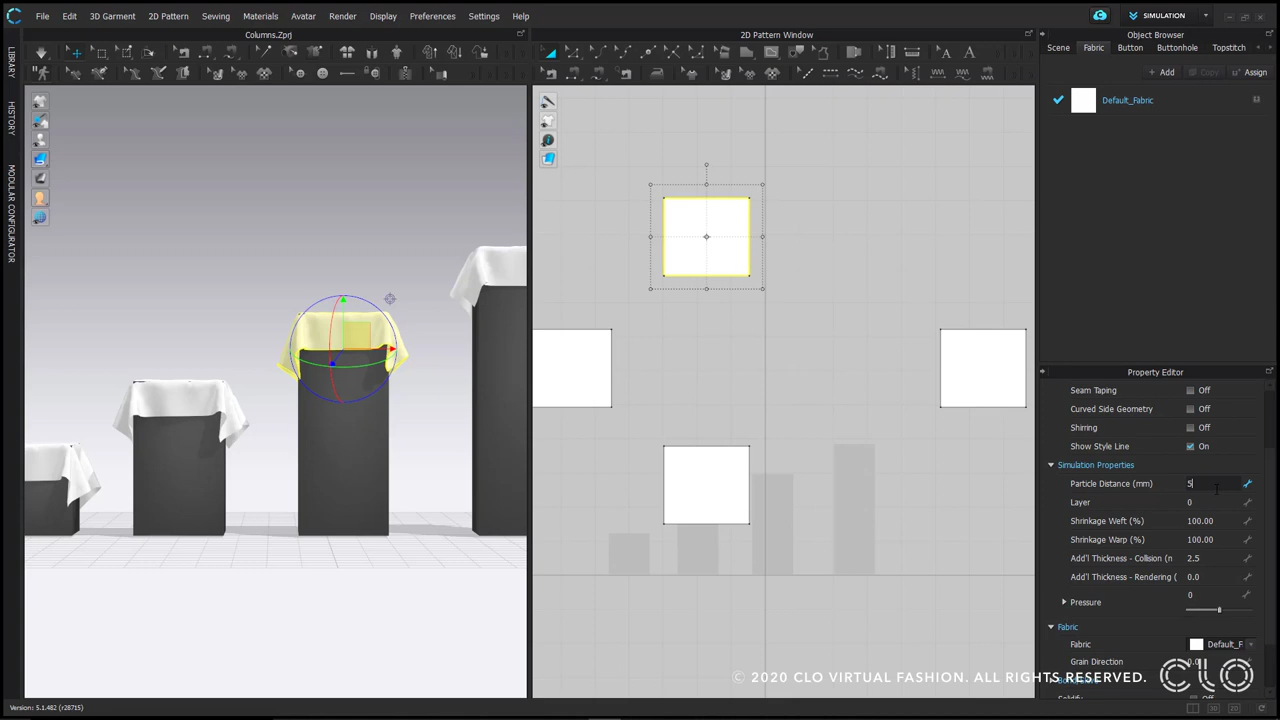 File Edit 3D Garment 2D Pattern Sewing Materials Avatar Render Display Preferences Settings Help
SIMULATION
Columns.Zprj
2D Pattern Window
Object Browser
Scene Fabric Button Buttonhole Topstitch
Add Copy Assign
Default_Fabric
LIBRARY
HISTORY
MODULAR CONFIGURATOR
Property Editor
Seam Taping Off
Curved Side Geometry Off
Shirring Off
Show Style Line On
Simulation Properties
Particle Distance (mm) 5
Layer 0
Shrinkage Weft (%) 100.00
Shrinkage Warp (%) 100.00
Add'l Thickness - Collision (n 2.5
Add'l Thickness - Rendering ( 0.0
Pressure 0
Fabric
Fabric Default_F
Grain Direction
© 2020 CLO VIRTUAL FASHION. ALL RIGHTS RESERVED. CLO
Off
Version: 5.1.482 (r28715)
3D 2D